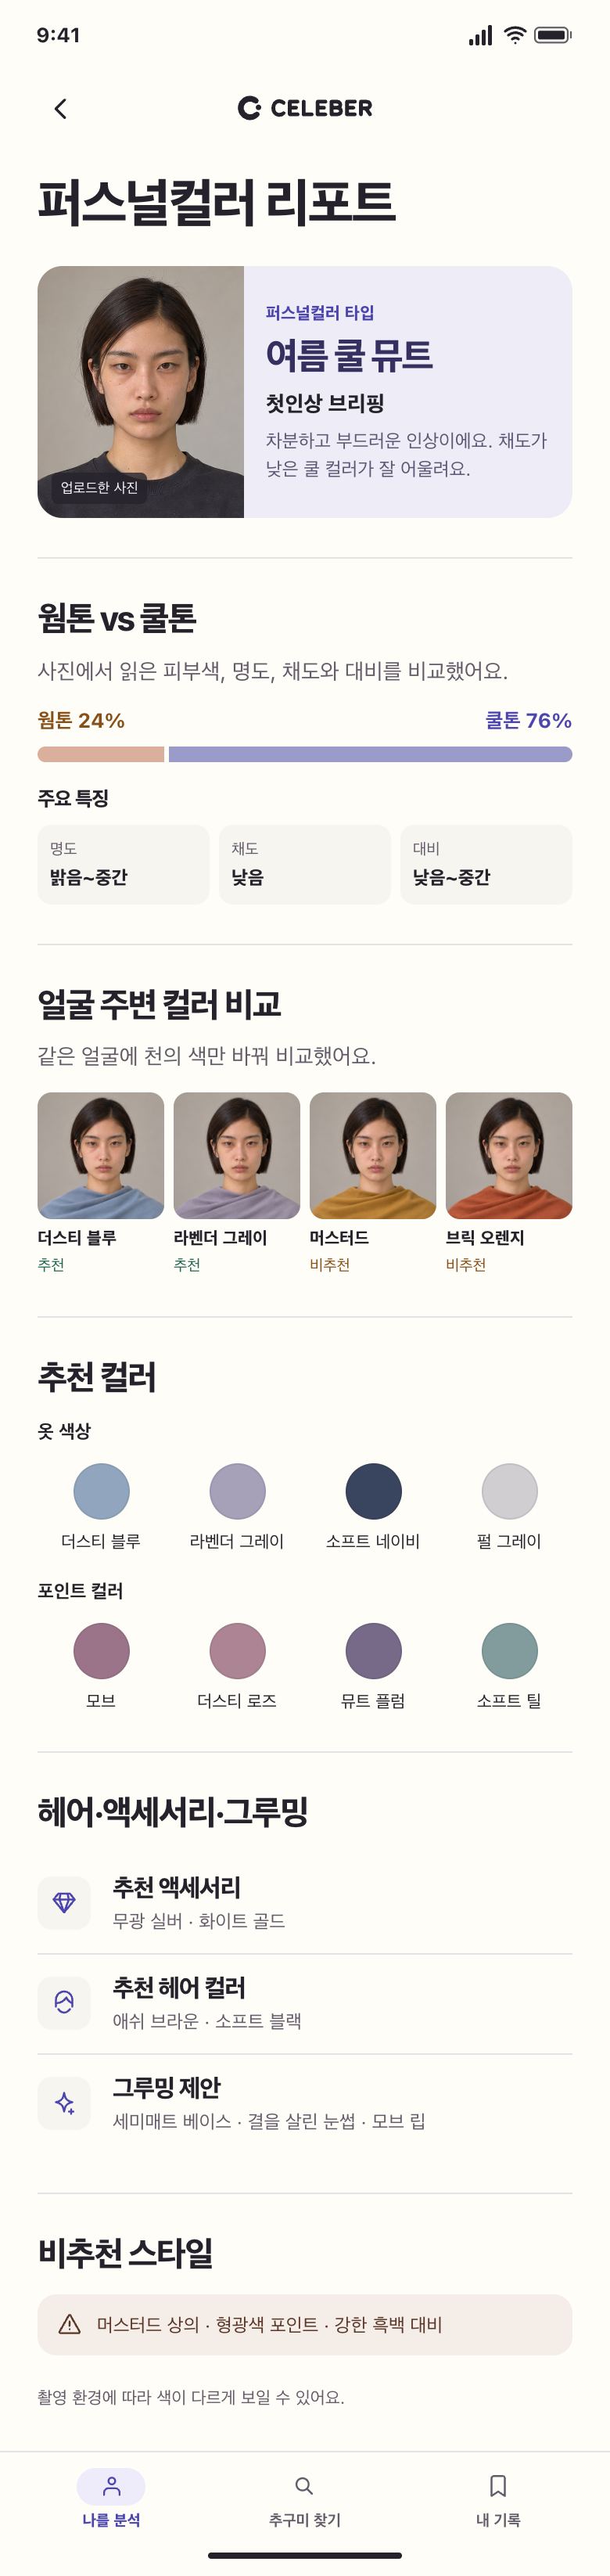 9:41
CELEBER
퍼스널컬러 리포트
퍼스널컬러 타입
여름 쿨 뮤트
첫인상 브리핑
차분하고 부드러운 인상이에요. 채도가
낮은 쿨 컬러가 잘 어울려요.
업로드한 사진
웜톤 vs 쿨톤
사진에서 읽은 피부색, 명도, 채도와 대비를 비교했어요.
웜톤 24%
쿨톤 76%
주요 특징
명도
밝음~중간
채도
낮음
대비
낮음~중간
얼굴 주변 컬러 비교
같은 얼굴에 천의 색만 바꿔 비교했어요.
더스티 블루
추천
라벤더 그레이
추천
머스터드
비추천
브릭 오렌지
비추천
추천 컬러
옷 색상
더스티 블루
라벤더 그레이
소프트 네이비
펄 그레이
포인트 컬러
모브
더스티 로즈
뮤트 플럼
소프트 틸
헤어·액세서리·그루밍
추천 액세서리
무광 실버 · 화이트 골드
추천 헤어 컬러
애쉬 브라운 · 소프트 블랙
그루밍 제안
세미매트 베이스 · 결을 살린 눈썹 · 모브 립
비추천 스타일
머스터드 상의 · 형광색 포인트 · 강한 흑백 대비
촬영 환경에 따라 색이 다르게 보일 수 있어요.
나를 분석
추구미 찾기
내 기록